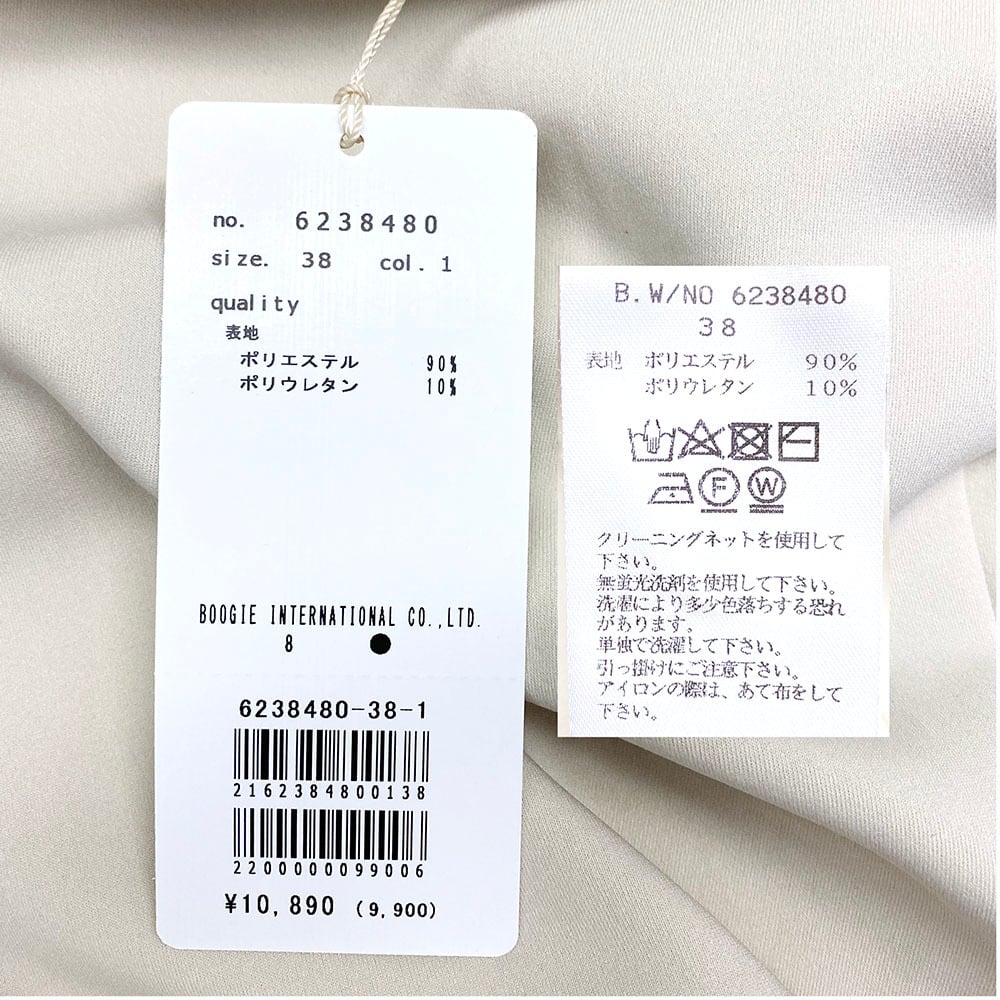 no. 6238480
size. 38 col. 1
quality
表地
ポリエステル 90%
ポリウレタン 10%
BOOGIE INTERNATIONAL CO.,LTD.
8
6238480-38-1
2162384800138
2200000099006
¥10,890 (9,900)
B.W/NO 6238480
38
表地 ポリエステル 90%
ポリウレタン 10%
F W
クリーニングネットを使用して
下さい。
無蛍光洗剤を使用して下さい。
洗濯により多少色落ちする恐れ
があります。
単独で洗濯して下さい。
引っ掛けにご注意下さい。
アイロンの際は、あて布をして
下さい。